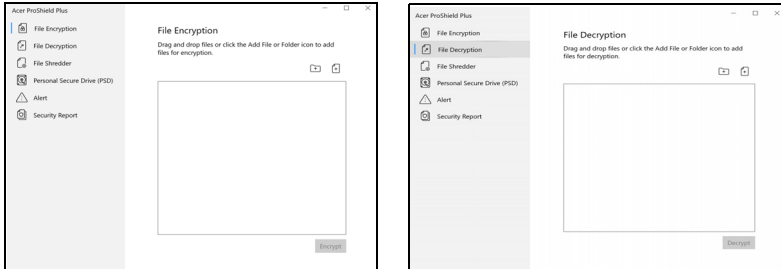 Acer ProShield Plus
File Encryption
File Decryption
File Shredder
Personal Secure Drive (PSD)
Alert
Security Report
File Encryption
Drag and drop files or click the Add File or Folder icon to add
files for encryption.
Encrypt
Acer ProShield Plus
File Encryption
File Decryption
File Shredder
Personal Secure Drive (PSD)
Alert
Security Report
File Decryption
Drag and drop files or click the Add File or Folder icon to add
files for decryption.
Decrypt